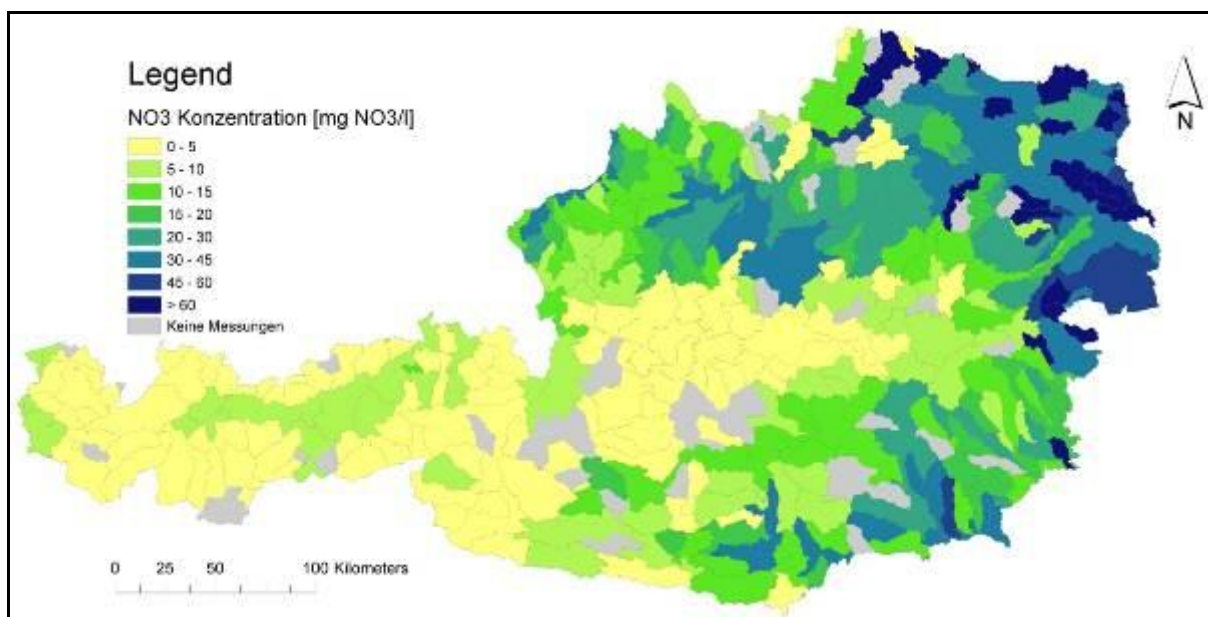 Legend
NO3 Konzentration [mg NO3/l]
0 - 5
5 - 10
10 - 15
15 - 20
20 - 30
30 - 45
45 - 60
> 60
Keine Messungen
N
0 25 50 100 Kilometers